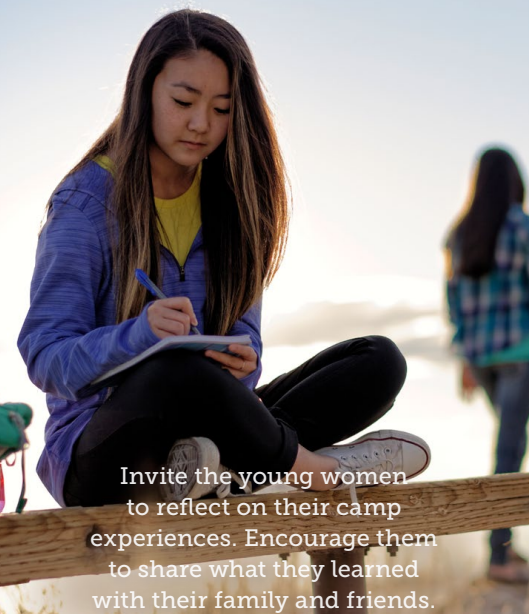 Invite the young women
to reflect on their camp
experiences. Encourage them
to share what they learned
with their family and friends.